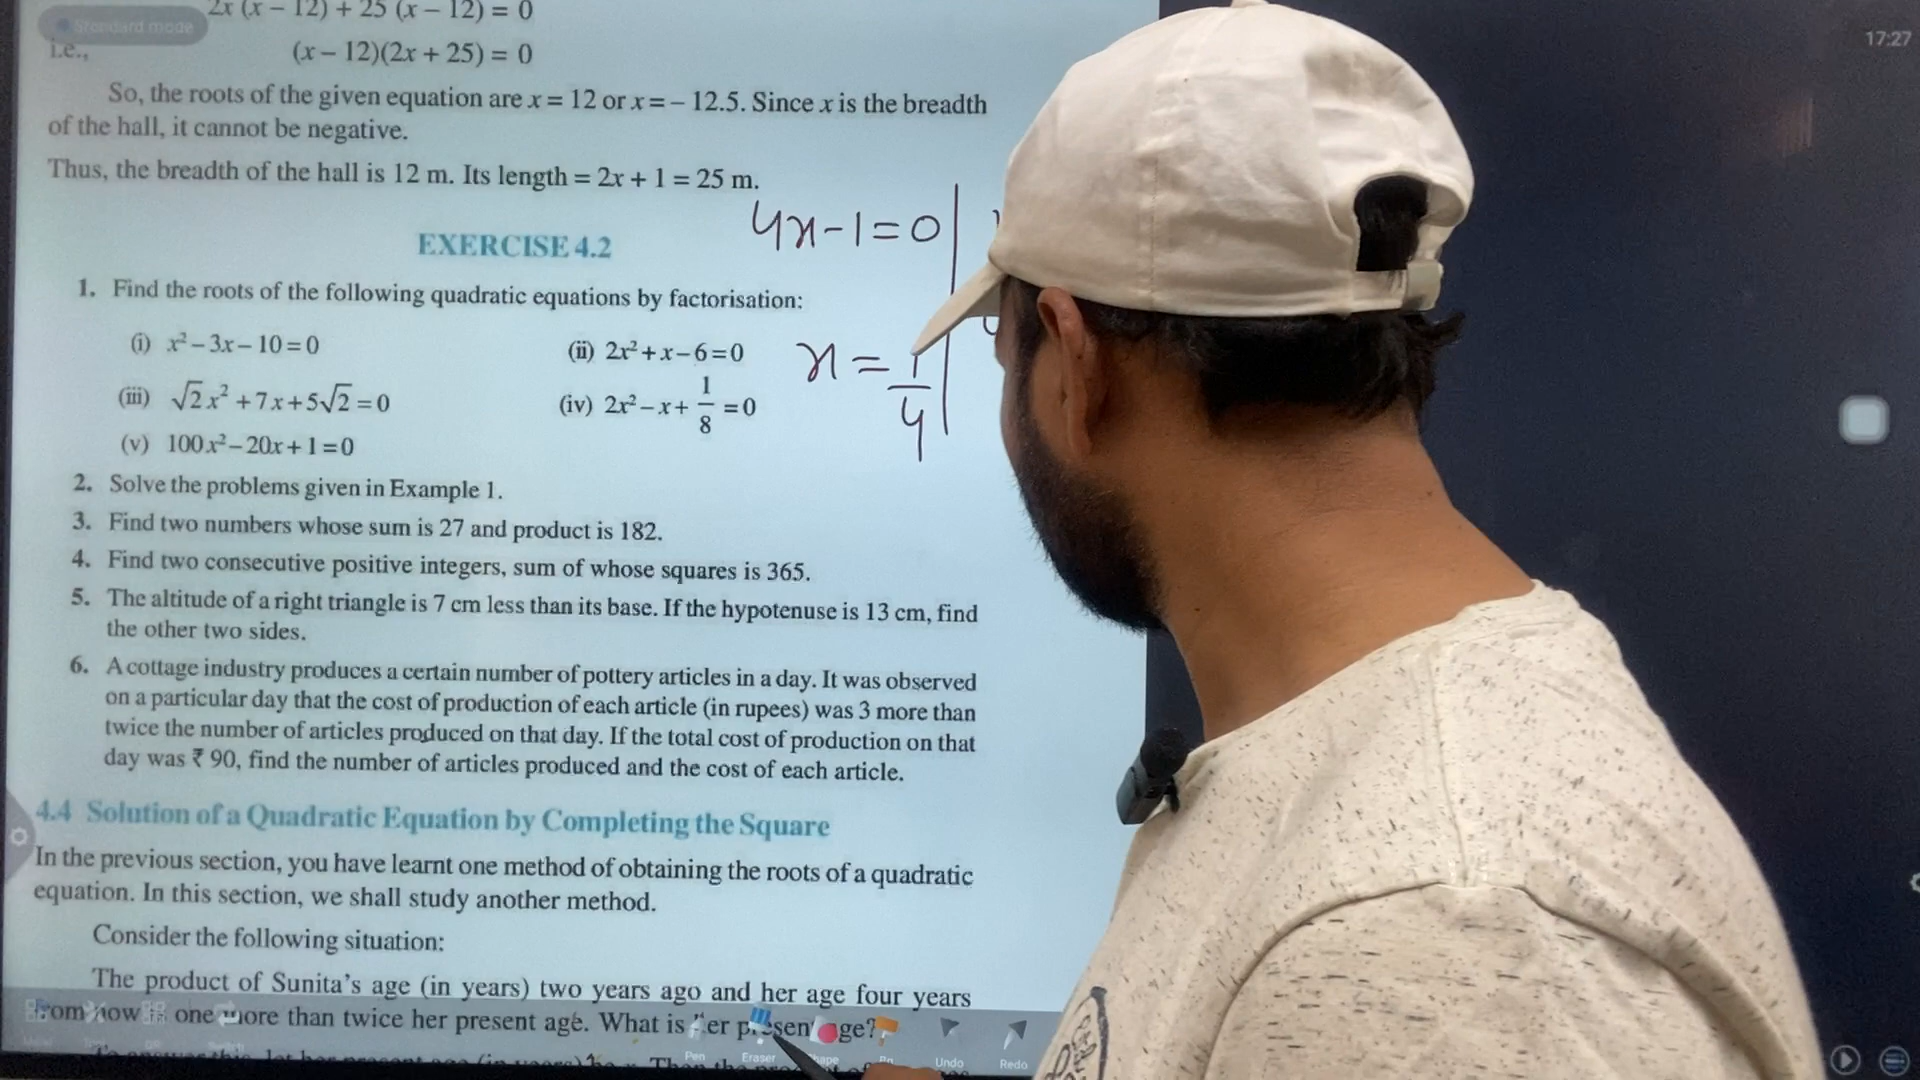 2x (x – 12) + 25 (x – 12) = 0
Standard mode
17:27
i.e., (x – 12)(2x + 25) = 0
So, the roots of the given equation are x = 12 or x = – 12.5. Since x is the breadth
of the hall, it cannot be negative.
Thus, the breadth of the hall is 12 m. Its length = 2x + 1 = 25 m.
4x-1=0
EXERCISE 4.2
1. Find the roots of the following quadratic equations by factorisation:
(i) x² – 3x – 10 = 0 (ii) 2x² + x – 6 = 0
x = 1/4
(iii) √2 x² + 7x + 5√2 = 0 (iv) 2x² – x + 1/8 = 0
(v) 100x² – 20x + 1 = 0
2. Solve the problems given in Example 1.
3. Find two numbers whose sum is 27 and product is 182.
4. Find two consecutive positive integers, sum of whose squares is 365.
5. The altitude of a right triangle is 7 cm less than its base. If the hypotenuse is 13 cm, find
the other two sides.
6. A cottage industry produces a certain number of pottery articles in a day. It was observed
on a particular day that the cost of production of each article (in rupees) was 3 more than
twice the number of articles produced on that day. If the total cost of production on that
day was ₹ 90, find the number of articles produced and the cost of each article.
4.4 Solution of a Quadratic Equation by Completing the Square
In the previous section, you have learnt one method of obtaining the roots of a quadratic
equation. In this section, we shall study another method.
Consider the following situation:
The product of Sunita's age (in years) two years ago and her age four years
from now is one more than twice her present age. What is her present age?
Pen Eraser Undo Redo